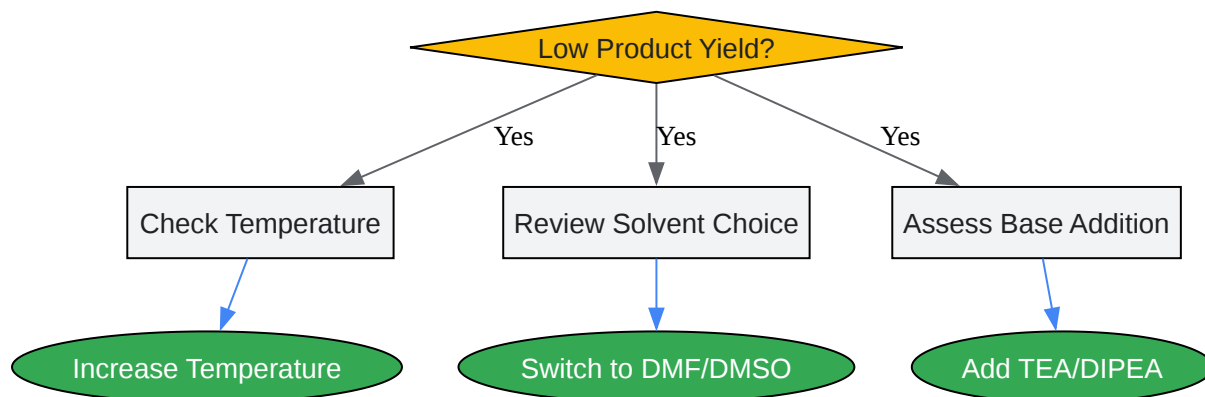 Low Product Yield?
Yes
Yes
Yes
Check Temperature
Review Solvent Choice
Assess Base Addition
Increase Temperature
Switch to DMF/DMSO
Add TEA/DIPEA